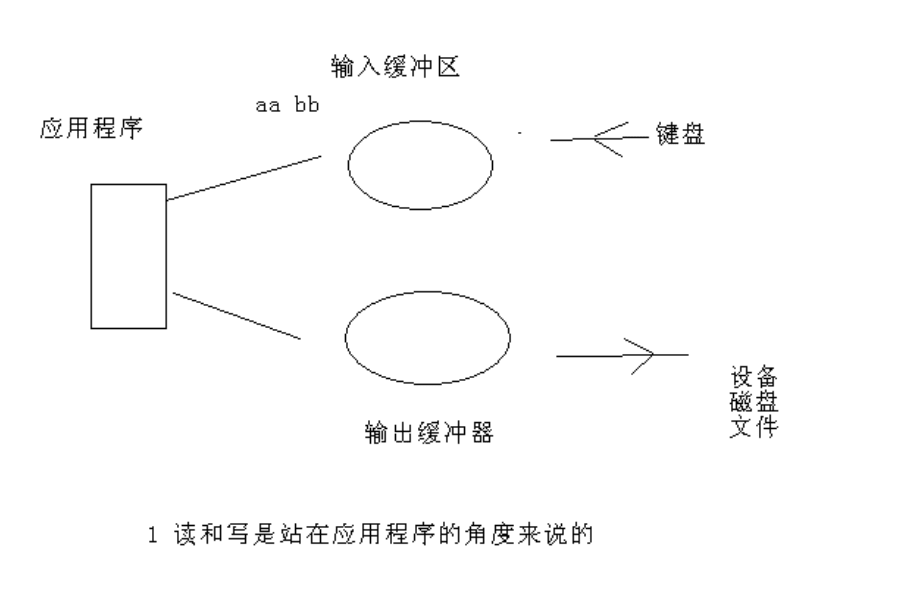 输入缓冲区
aa bb
应用程序
键盘
设备
磁盘
文件
输出缓冲器
1 读和写是站在应用程序的角度来说的